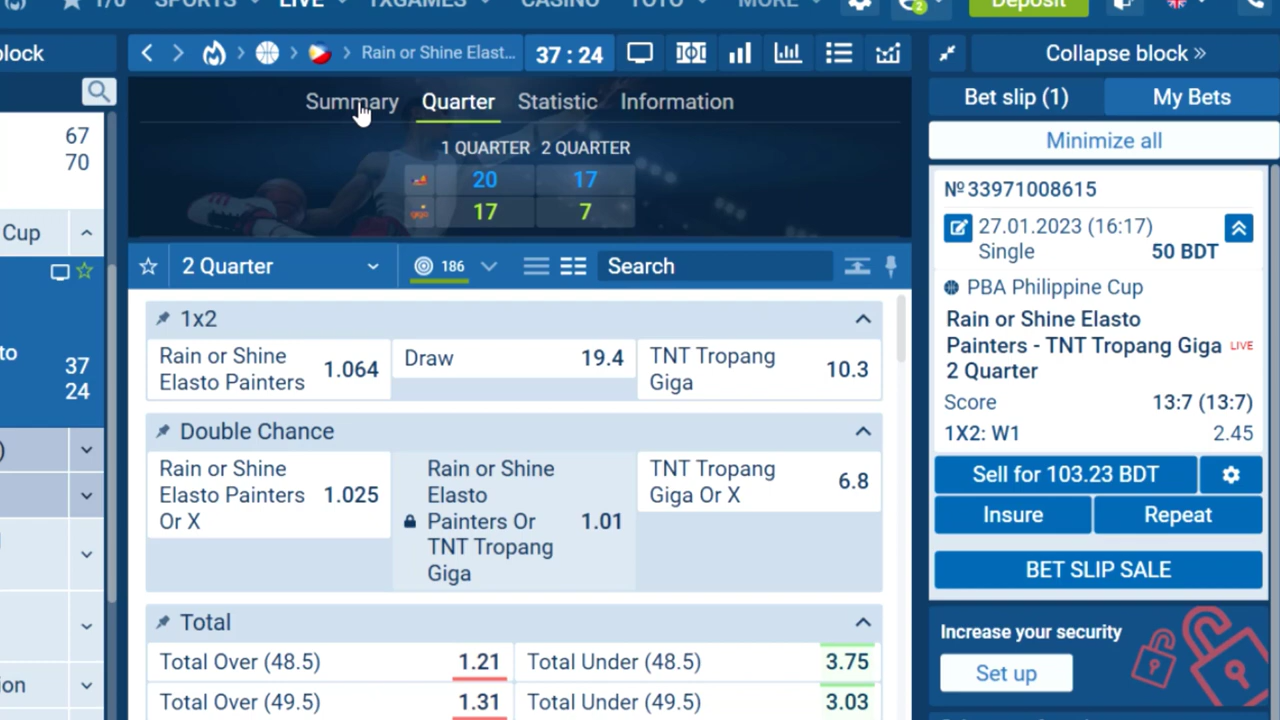 1/0 SPORTS LIVE 1XGAMES CASINO TOTO MORE 2 Deposit
lock
67
70
Cup
to
37
24
)
ion
Rain or Shine Elast... 37 : 24
Summary Quarter Statistic Information
1 QUARTER 2 QUARTER
20 17
17 7
2 Quarter 186 Search
1x2
Rain or Shine
Elasto Painters 1.064
Draw 19.4
TNT Tropang
Giga 10.3
Double Chance
Rain or Shine
Elasto Painters
Or X 1.025
Rain or Shine
Elasto
Painters Or
TNT Tropang
Giga 1.01
TNT Tropang
Giga Or X 6.8
Total
Total Over (48.5) 1.21 Total Under (48.5) 3.75
Total Over (49.5) 1.31 Total Under (49.5) 3.03
Collapse block »
Bet slip (1) My Bets
Minimize all
№ 33971008615
27.01.2023 (16:17)
Single 50 BDT
PBA Philippine Cup
Rain or Shine Elasto
Painters - TNT Tropang Giga LIVE
2 Quarter
Score 13:7 (13:7)
1X2: W1 2.45
Sell for 103.23 BDT
Insure Repeat
BET SLIP SALE
Increase your security
Set up